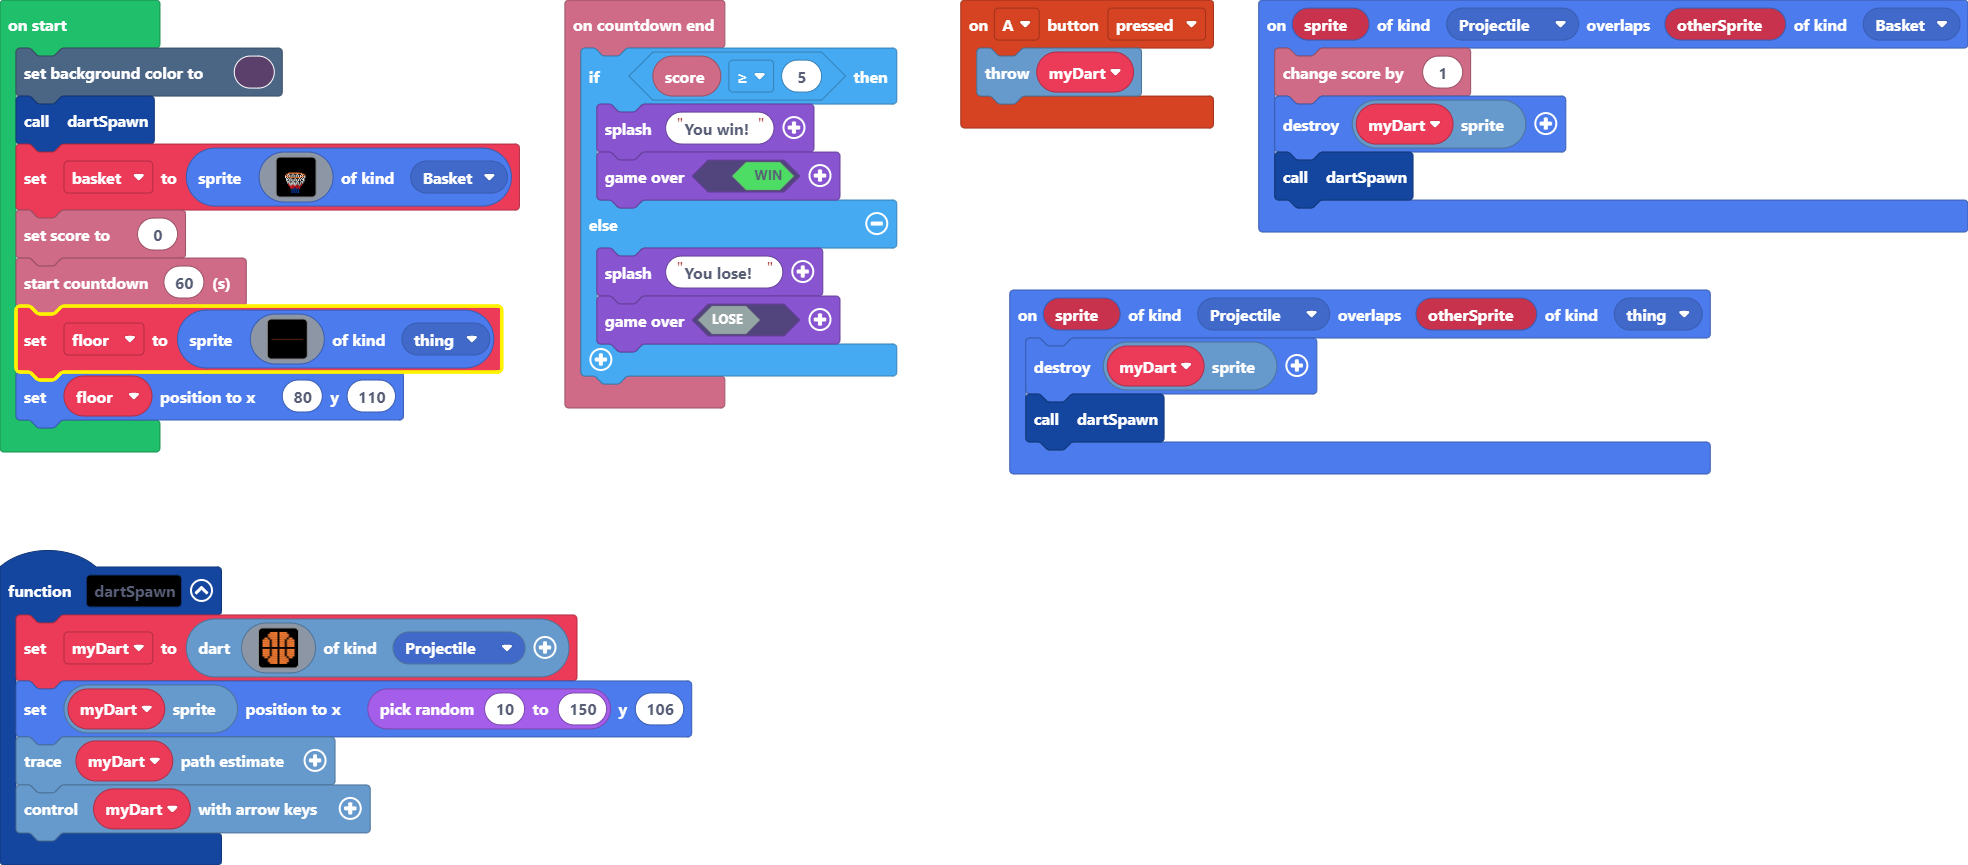 on start
set background color to
call dartSpawn
set basket to sprite of kind Basket
set score to 0
start countdown 60 (s)
set floor to sprite of kind thing
set floor position to x 80 y 110
on countdown end
if score ≥ 5 then
splash "You win! "
game over WIN
else
splash "You lose! "
game over LOSE
on A button pressed
throw myDart
on sprite of kind Projectile overlaps otherSprite of kind Basket
change score by 1
destroy myDart sprite
call dartSpawn
on sprite of kind Projectile overlaps otherSprite of kind thing
destroy myDart sprite
call dartSpawn
function dartSpawn
set myDart to dart of kind Projectile
set myDart sprite position to x pick random 10 to 150 y 106
trace myDart path estimate
control myDart with arrow keys